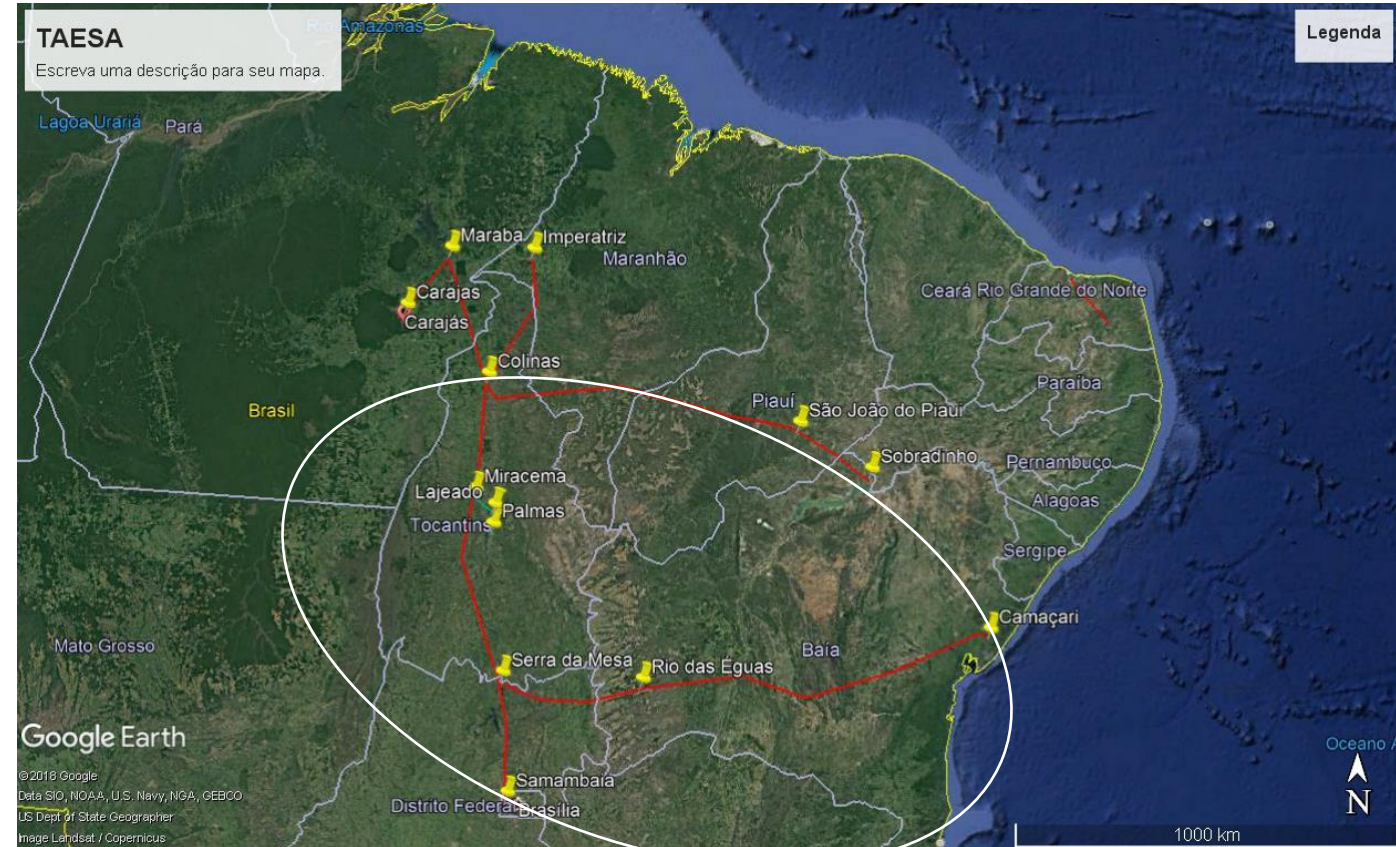 TAESA
Escreva uma descrição para seu mapa.
Legenda
Rio Amazonas
Lagoa Urariá
Pará
Maraba
Imperatriz
Maranhão
Carajas
Carajás
Ceará
Rio Grande do Norte
Colinas
Paraíba
Brasil
Piauí
São João do Piauí
Sobradinho
Pernambuco
Miracema
Lajeado
Palmas
Alagoas
Tocantins
Sergipe
Camaçari
Mato Grosso
Serra da Mesa
Rio das Éguas
Baía
Google Earth
Oceano A
©2018 Google
Data SIO, NOAA, U.S. Navy, NGA, GEBCO
US Dept of State Geographer
Image Landsat / Copernicus
Samambaia
Distrito Federal
Brasília
N
1000 km